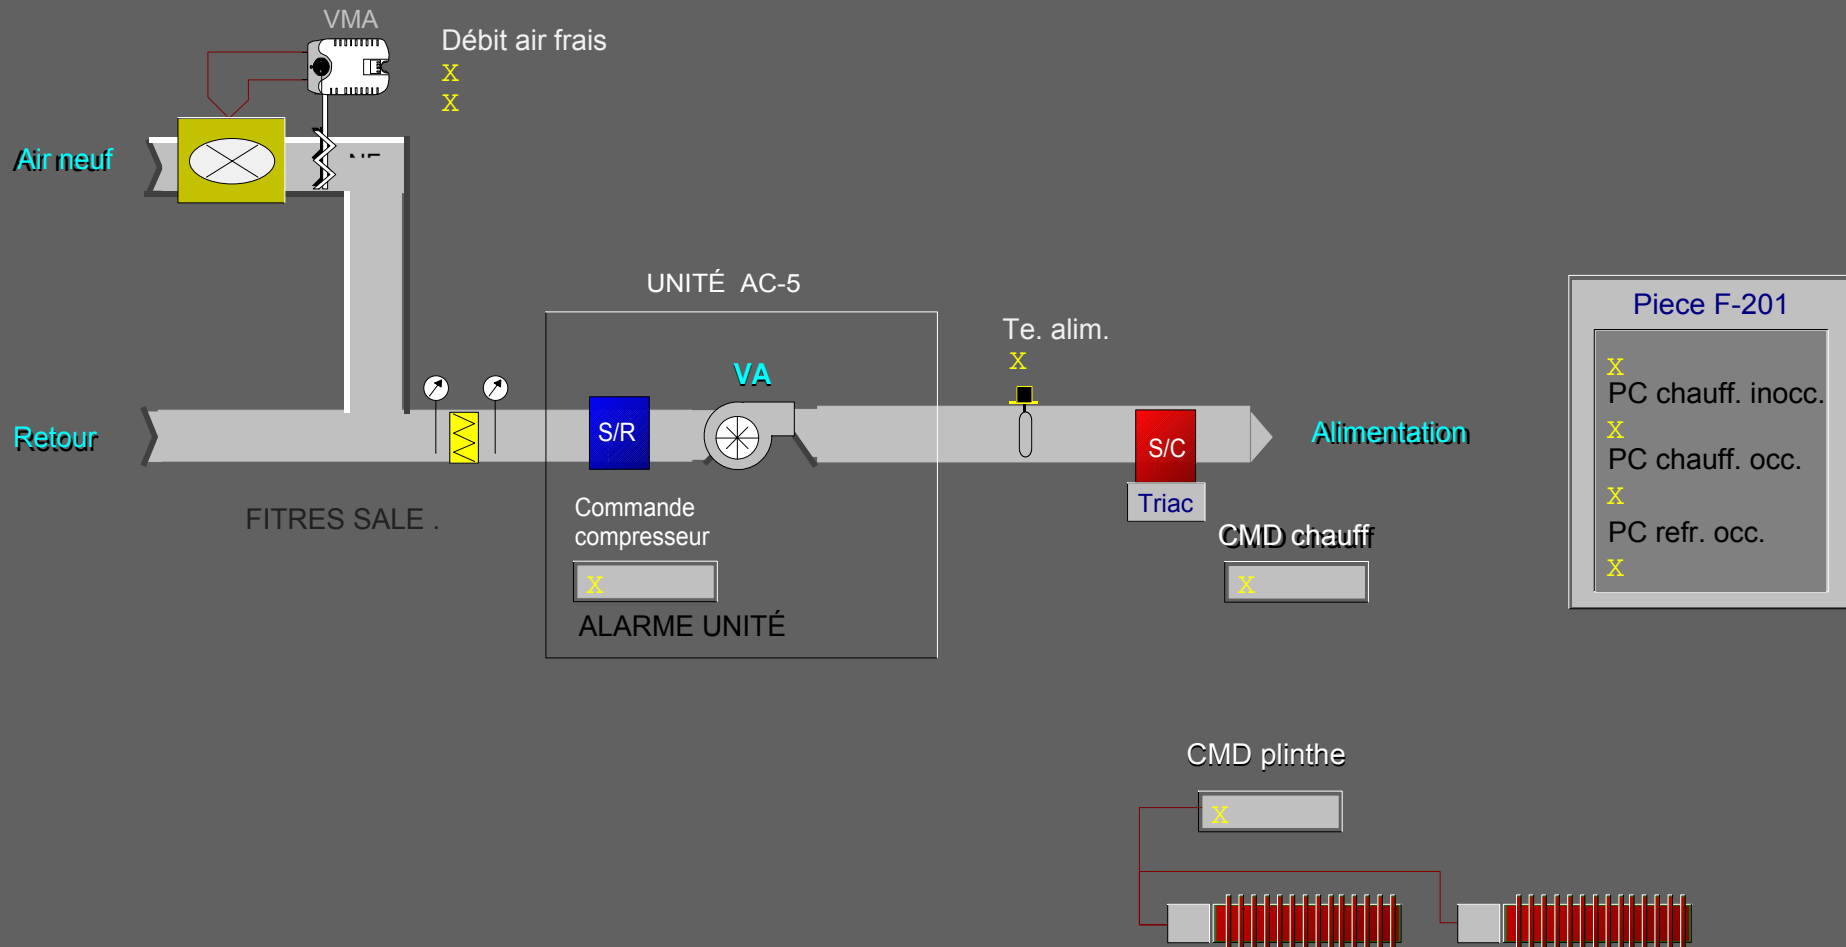 VMA
Débit air frais
X
X
Air neuf
UNITÉ AC-5
Piece F-201
Te. alim.
X
VA
X
PC chauff. inocc.
X
PC chauff. occ.
X
PC refr. occ.
X
Retour
S/R
S/C
Alimentation
Triac
FITRES SALE .
Commande
compresseur
X
CMD chauff
X
ALARME UNITÉ
CMD plinthe
X